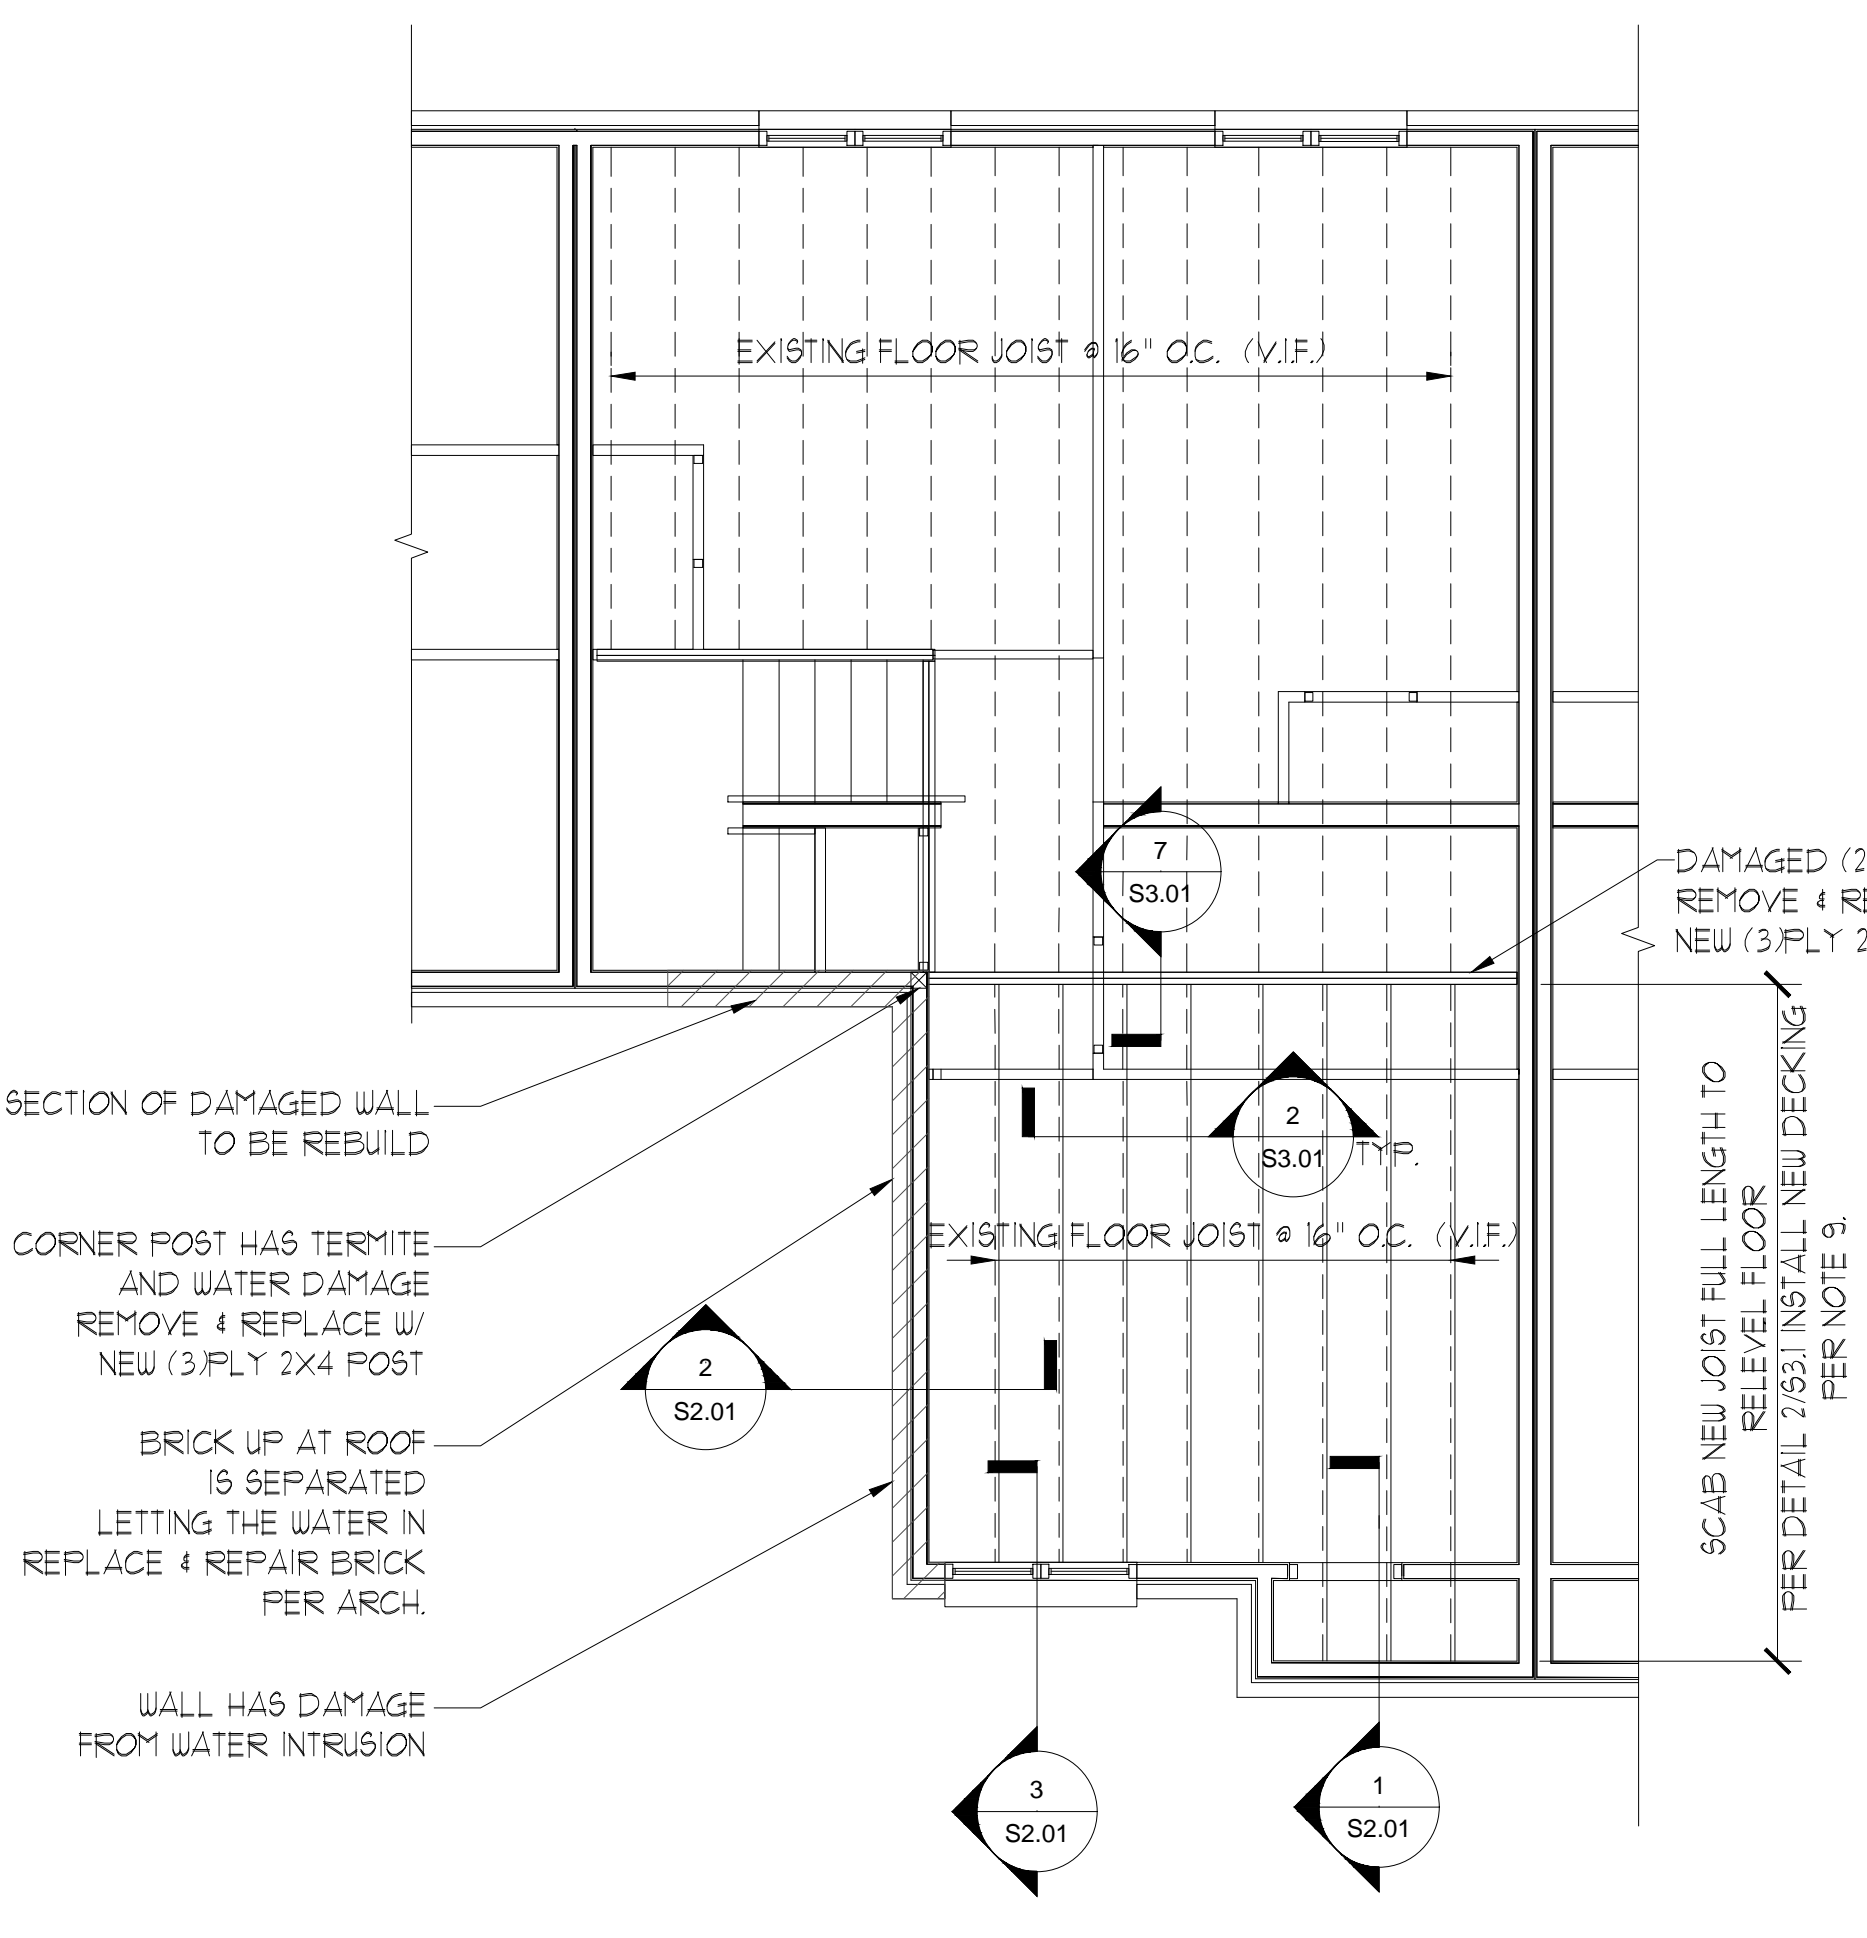 EXISTING FLOOR JOIST @ 16" O.C. (V.I.F.)
7
S3.01
DAMAGED (2
REMOVE & RE
NEW (3)PLY 2
SECTION OF DAMAGED WALL
TO BE REBUILD
CORNER POST HAS TERMITE
AND WATER DAMAGE
REMOVE & REPLACE W/
NEW (3)PLY 2X4 POST
BRICK UP AT ROOF
IS SEPARATED
LETTING THE WATER IN
REPLACE & REPAIR BRICK
PER ARCH.
WALL HAS DAMAGE
FROM WATER INTRUSION
2
S3.01
TYP.
EXISTING FLOOR JOIST @ 16" O.C. (V.I.F.)
2
S2.01
3
S2.01
1
S2.01
SCAB NEW JOIST FULL LENGTH TO
RELEVEL FLOOR
PER DETAIL 2/S3.1 INSTALL NEW DECKING
PER NOTE 9.